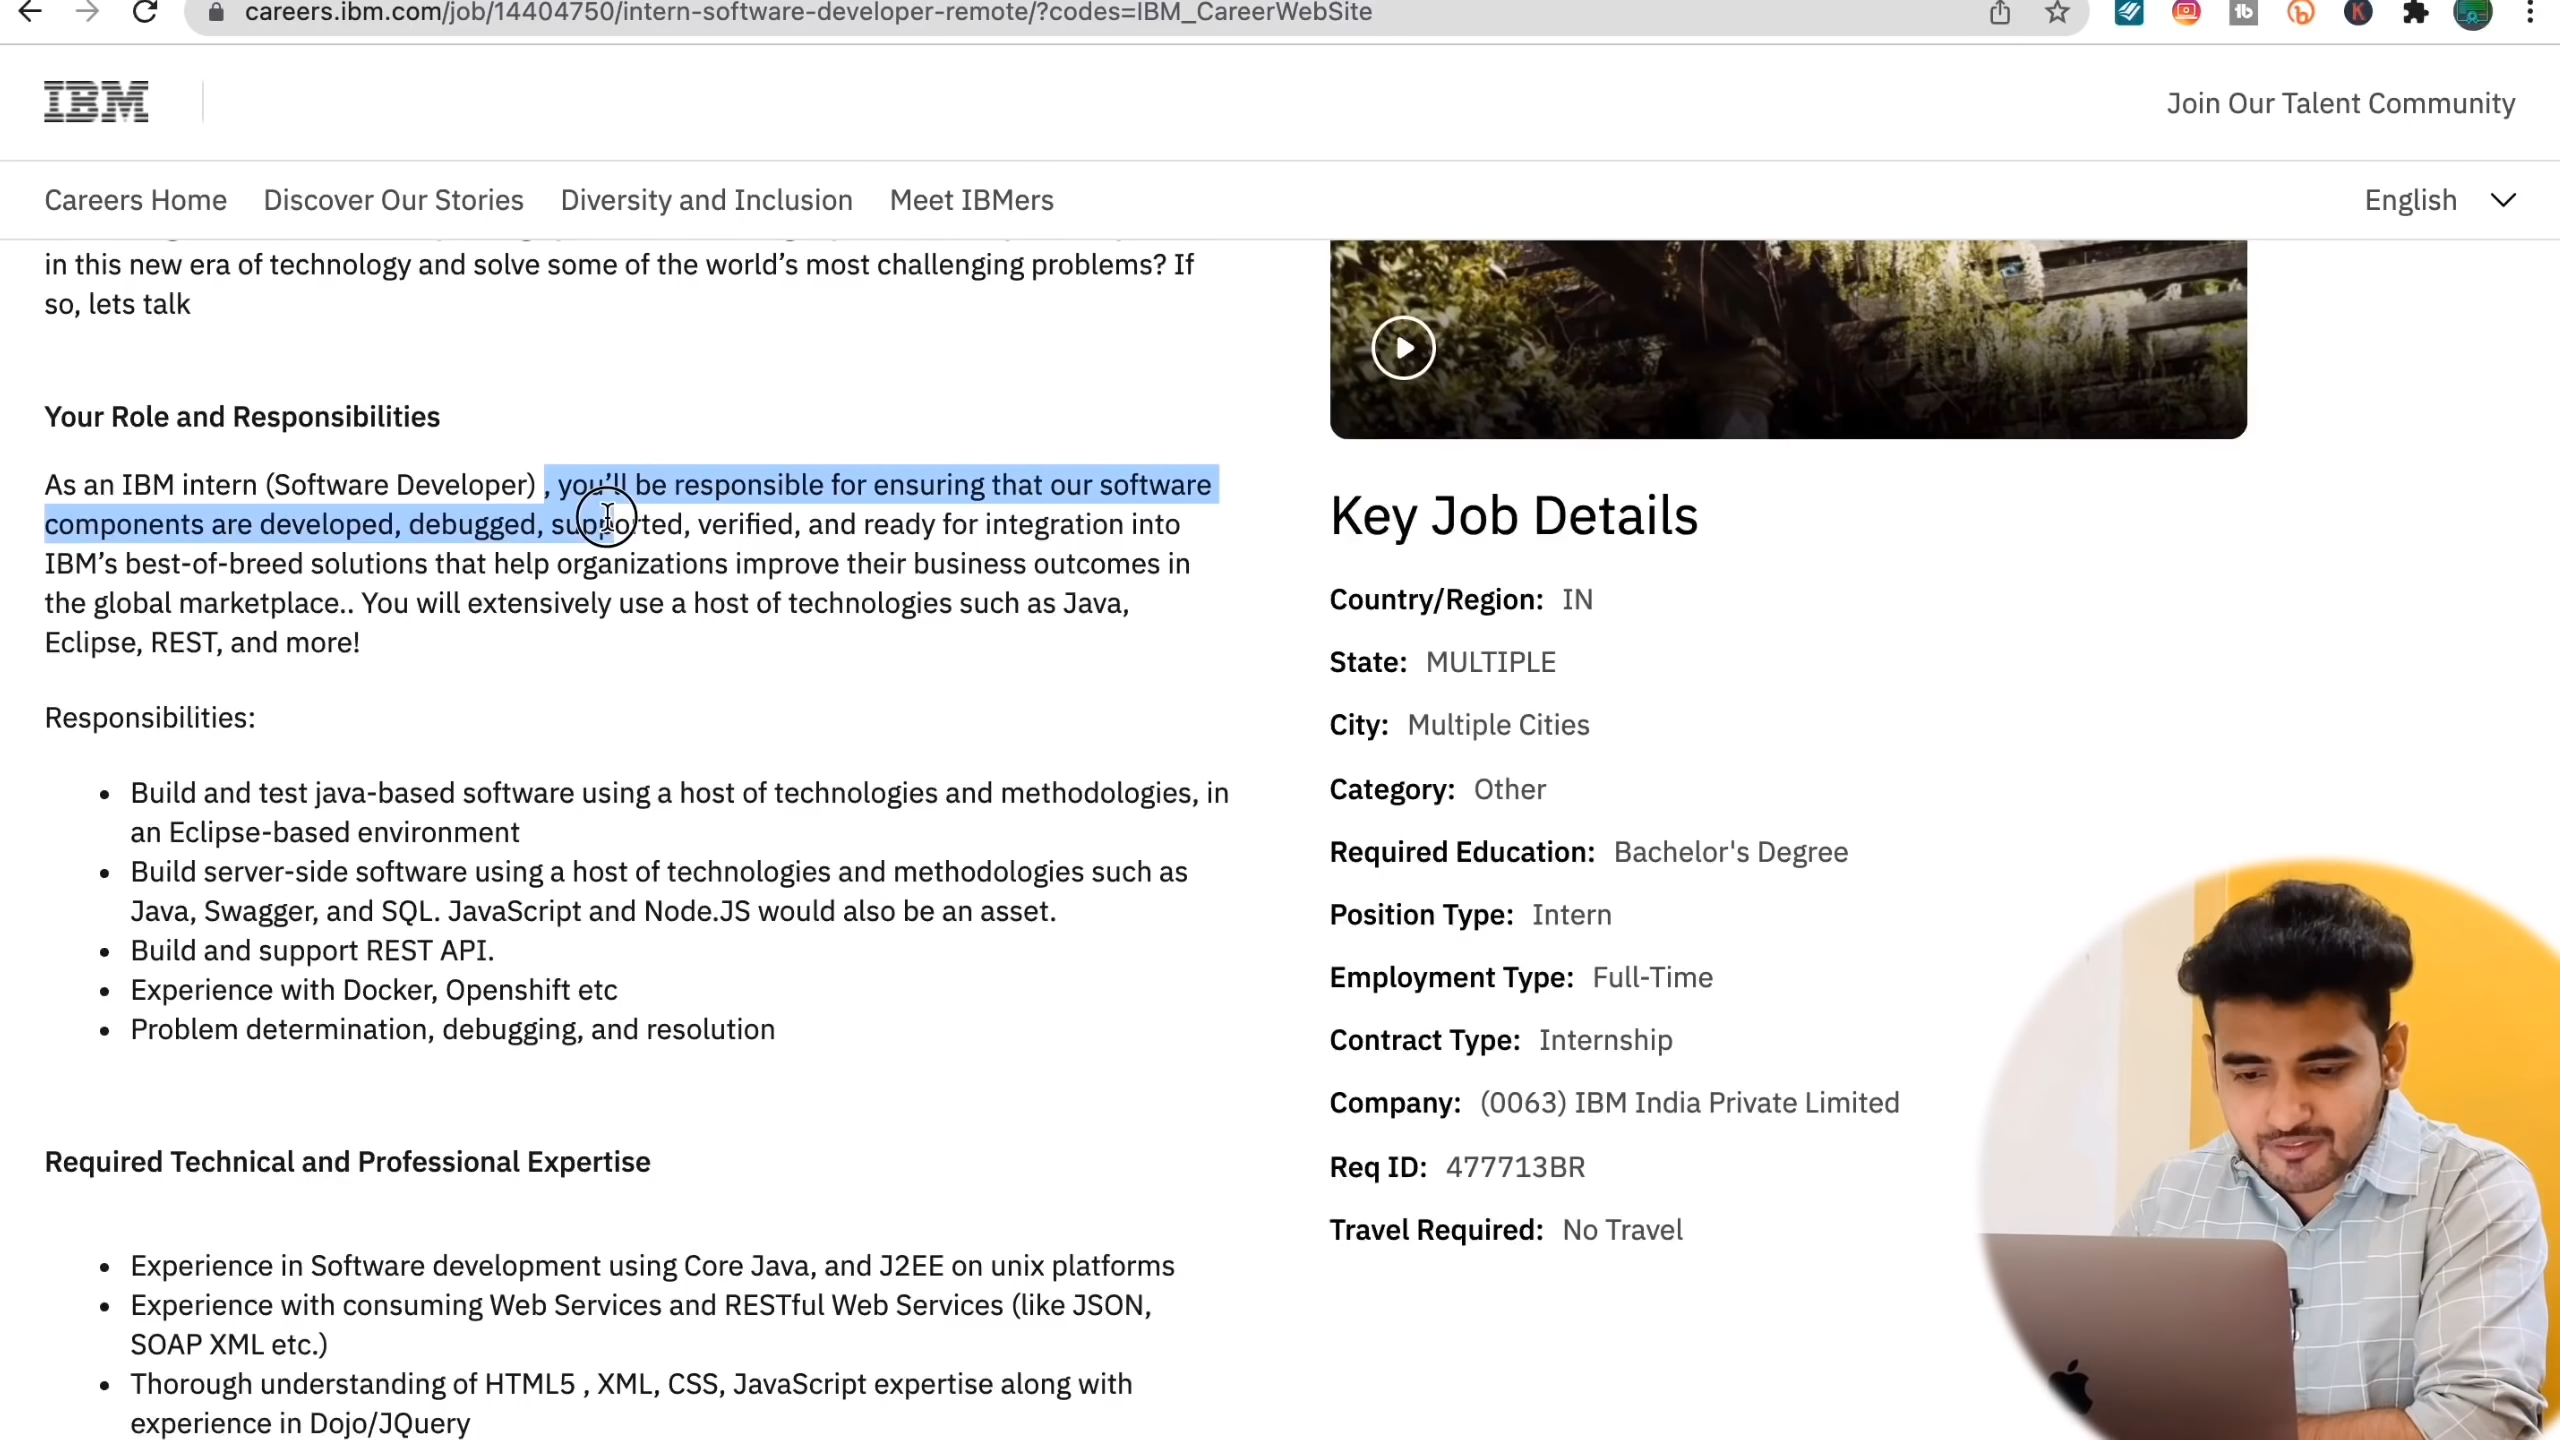 careers.ibm.com/job/14404750/intern-software-developer-remote/?codes=IBM_CareerWebSite
IBM
Join Our Talent Community
Careers Home Discover Our Stories Diversity and Inclusion Meet IBMers
English
in this new era of technology and solve some of the world’s most challenging problems? If
so, lets talk
Your Role and Responsibilities
As an IBM intern (Software Developer) , you’ll be responsible for ensuring that our software
components are developed, debugged, supported, verified, and ready for integration into
IBM’s best-of-breed solutions that help organizations improve their business outcomes in
the global marketplace.. You will extensively use a host of technologies such as Java,
Eclipse, REST, and more!
Responsibilities:
• Build and test java-based software using a host of technologies and methodologies, in
an Eclipse-based environment
• Build server-side software using a host of technologies and methodologies such as
Java, Swagger, and SQL. JavaScript and Node.JS would also be an asset.
• Build and support REST API.
• Experience with Docker, Openshift etc
• Problem determination, debugging, and resolution
Required Technical and Professional Expertise
• Experience in Software development using Core Java, and J2EE on unix platforms
• Experience with consuming Web Services and RESTful Web Services (like JSON,
SOAP XML etc.)
• Thorough understanding of HTML5 , XML, CSS, JavaScript expertise along with
experience in Dojo/JQuery
Key Job Details
Country/Region: IN
State: MULTIPLE
City: Multiple Cities
Category: Other
Required Education: Bachelor's Degree
Position Type: Intern
Employment Type: Full-Time
Contract Type: Internship
Company: (0063) IBM India Private Limited
Req ID: 477713BR
Travel Required: No Travel